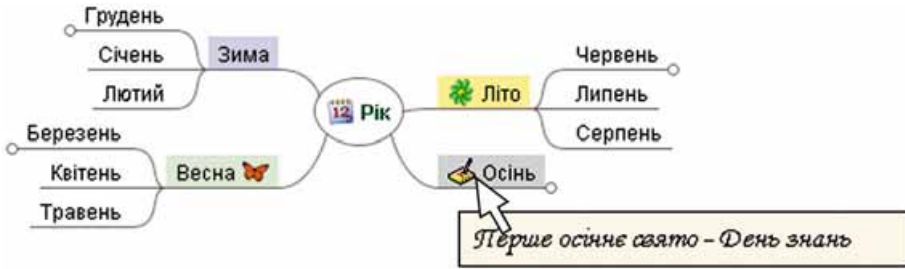 Грудень
Січень
Лютий
Зима
Березень
Квітень
Травень
Весна
12 Рік
Літо
Червень
Липень
Серпень
Осінь
Перше осіннє свято – День знань